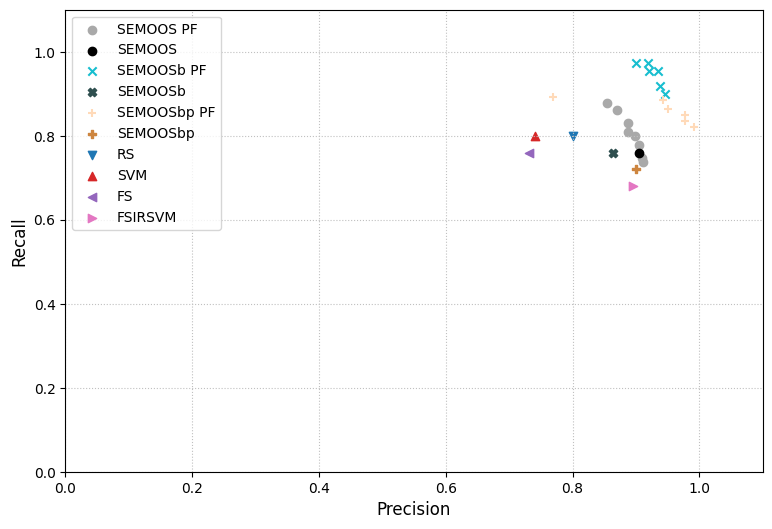 SEMOOS PF
SEMOOS
SEMOOSb PF
SEMOOSb
SEMOOSbp PF
SEMOOSbp
RS
SVM
FS
FSIRSVM
1.0
0.8
0.6
0.4
0.2
0.0
Recall
0.0 0.2 0.4 0.6 0.8 1.0
Precision